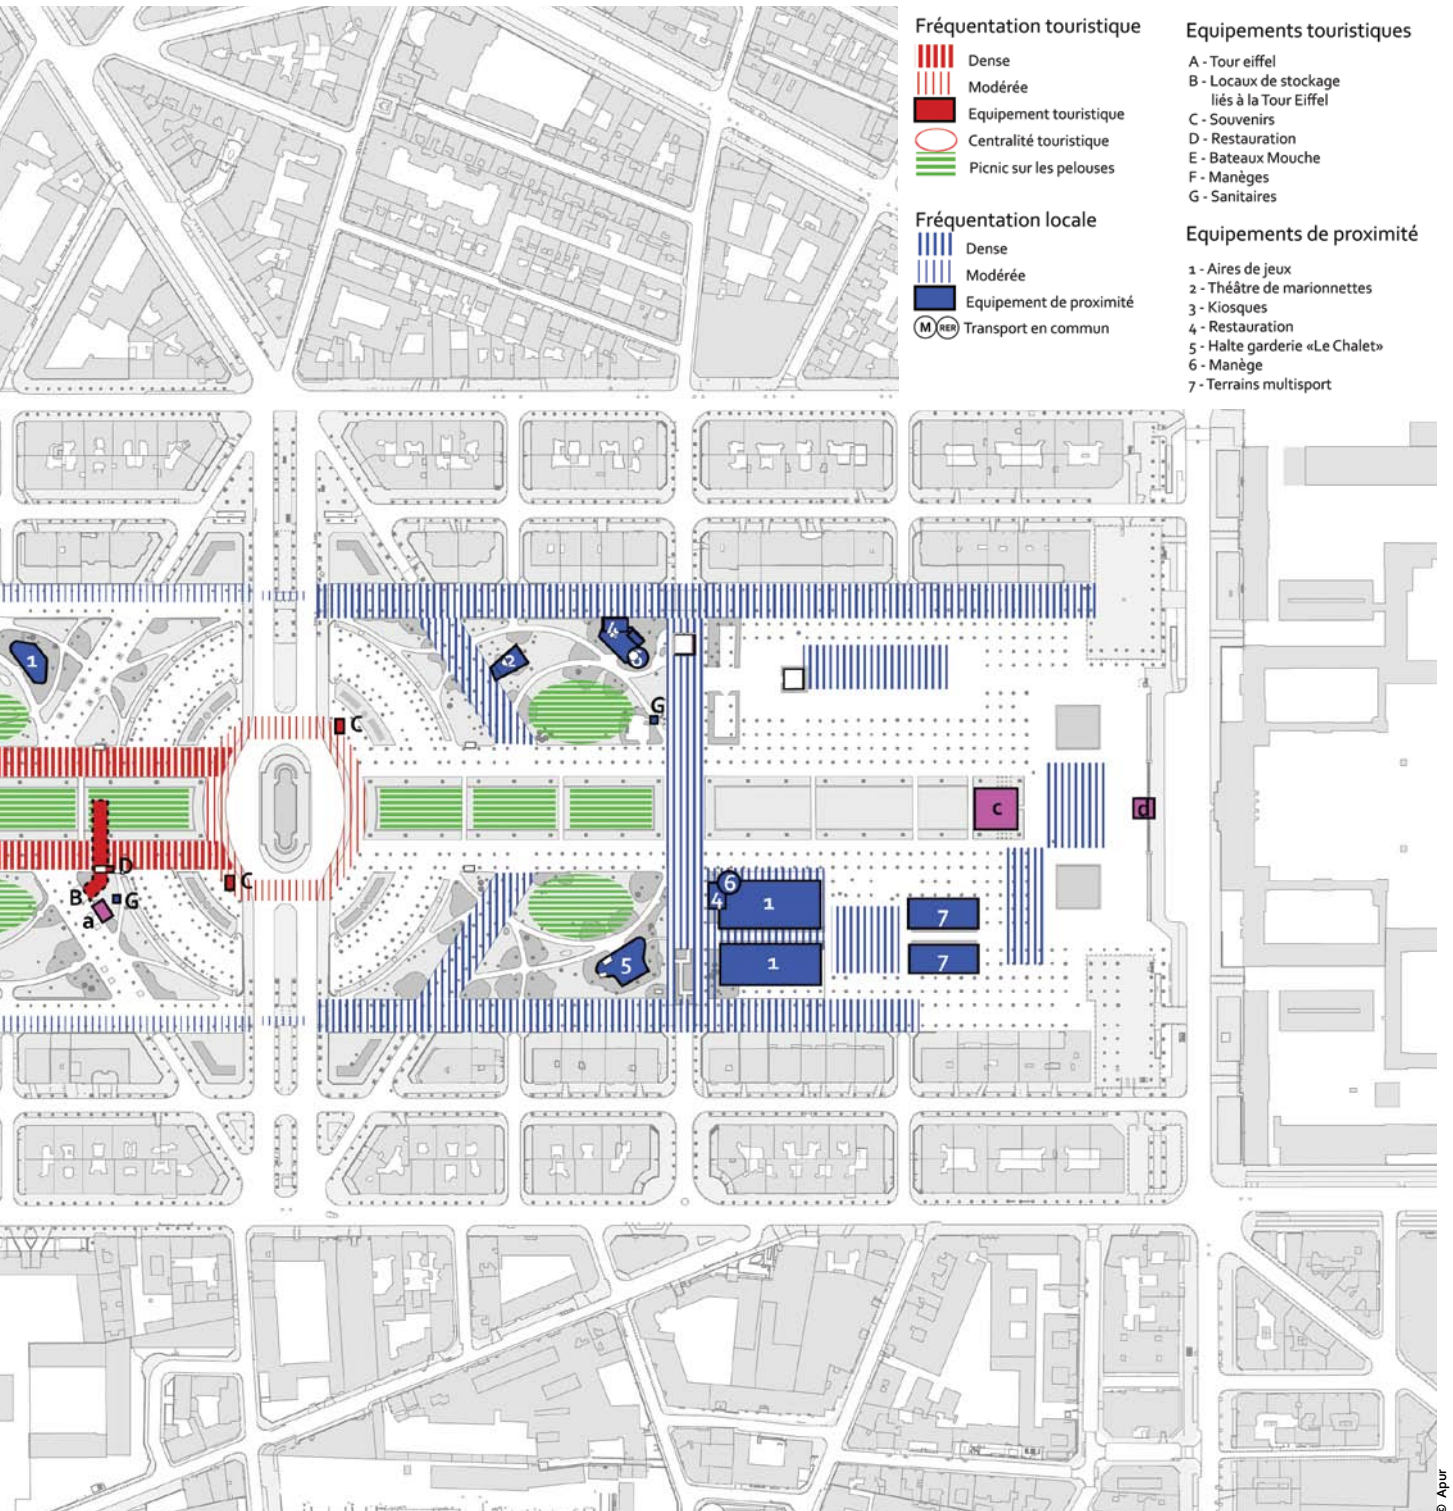 Fréquentation touristique
Dense
Modérée
Equipement touristique
Centralité touristique
Picnic sur les pelouses
Fréquentation locale
Dense
Modérée
Equipement de proximité
M RER Transport en commun
Equipements touristiques
A - Tour eiffel
B - Locaux de stockage
liés à la Tour Eiffel
C - Souvenirs
D - Restauration
E - Bateaux Mouche
F - Manèges
G - Sanitaires
Equipements de proximité
1 - Aires de jeux
2 - Théâtre de marionnettes
3 - Kiosques
4 - Restauration
5 - Halte garderie «Le Chalet»
6 - Manège
7 - Terrains multisport
1
2
4
G
C
c
d
D
C
B
G
a
6
4
1
7
5
1
7
© Apur